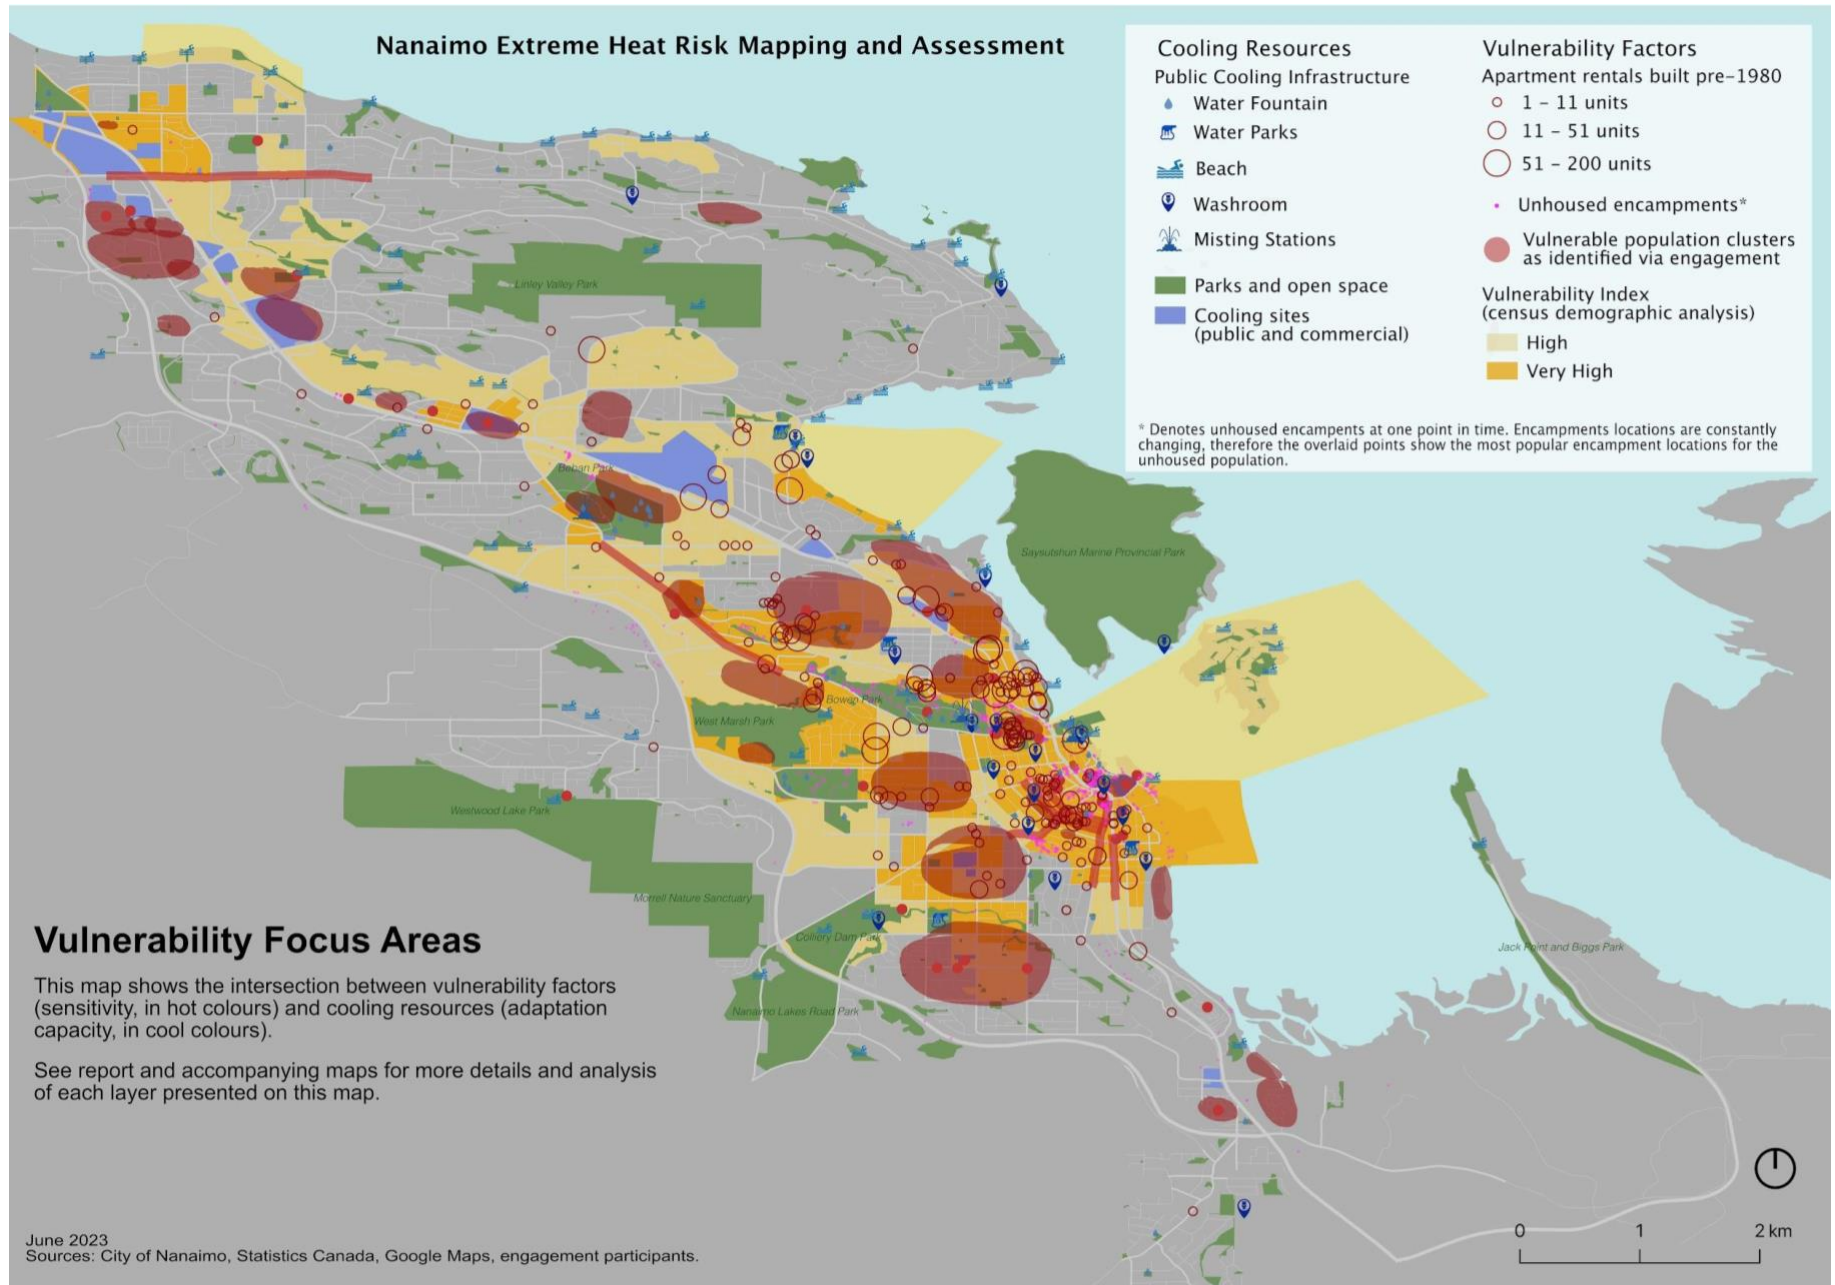 Nanaimo Extreme Heat Risk Mapping and Assessment
Cooling Resources
Public Cooling Infrastructure
Water Fountain
Water Parks
Beach
Washroom
Misting Stations
Parks and open space
Cooling sites
(public and commercial)
Vulnerability Factors
Apartment rentals built pre-1980
1 - 11 units
11 - 51 units
51 - 200 units
Unhoused encampments*
Vulnerable population clusters
as identified via engagement
Vulnerability Index
(census demographic analysis)
High
Very High
* Denotes unhoused encampents at one point in time. Encampments locations are constantly
changing, therefore the overlaid points show the most popular encampment locations for the
unhoused population.
Linley Valley Park
Beban Park
Saysutshun Marine Provincial Park
Bowen Park
West Marsh Park
Westwood Lake Park
Morrell Nature Sanctuary
Colliery Dam Park
Jack Point and Biggs Park
Nanaimo Lakes Road Park
Vulnerability Focus Areas
This map shows the intersection between vulnerability factors
(sensitivity, in hot colours) and cooling resources (adaptation
capacity, in cool colours).
See report and accompanying maps for more details and analysis
of each layer presented on this map.
0 1 2 km
June 2023
Sources: City of Nanaimo, Statistics Canada, Google Maps, engagement participants.